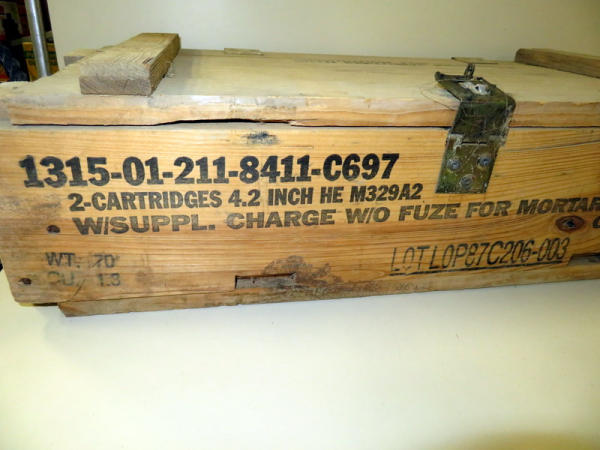 1315-01-211-8411-C697
2-CARTRIDGES 4.2 INCH HE M329A2
W/SUPPL. CHARGE W/O FUZE FOR MORTAR
WT. 70
CU. 1.3
LOT LOP87C206-003